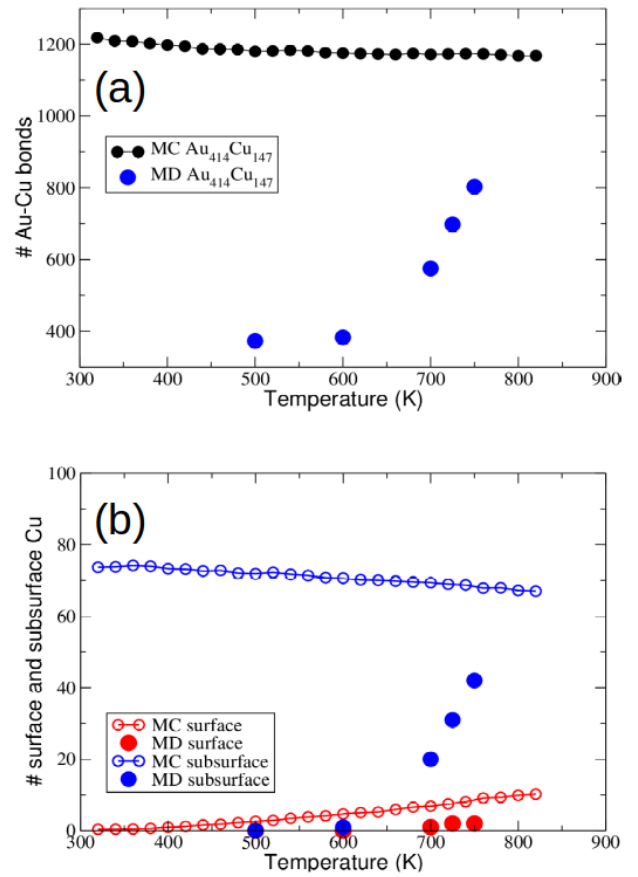 1200
1000
800
600
400
# Au-Cu bonds
(a)
MC Au₄₁₄Cu₁₄₇
MD Au₄₁₄Cu₁₄₇
300 400 500 600 700 800 900
Temperature (K)
100
80
60
40
20
0
# surface and subsurface Cu
(b)
MC surface
MD surface
MC subsurface
MD subsurface
300 400 500 600 700 800 900
Temperature (K)